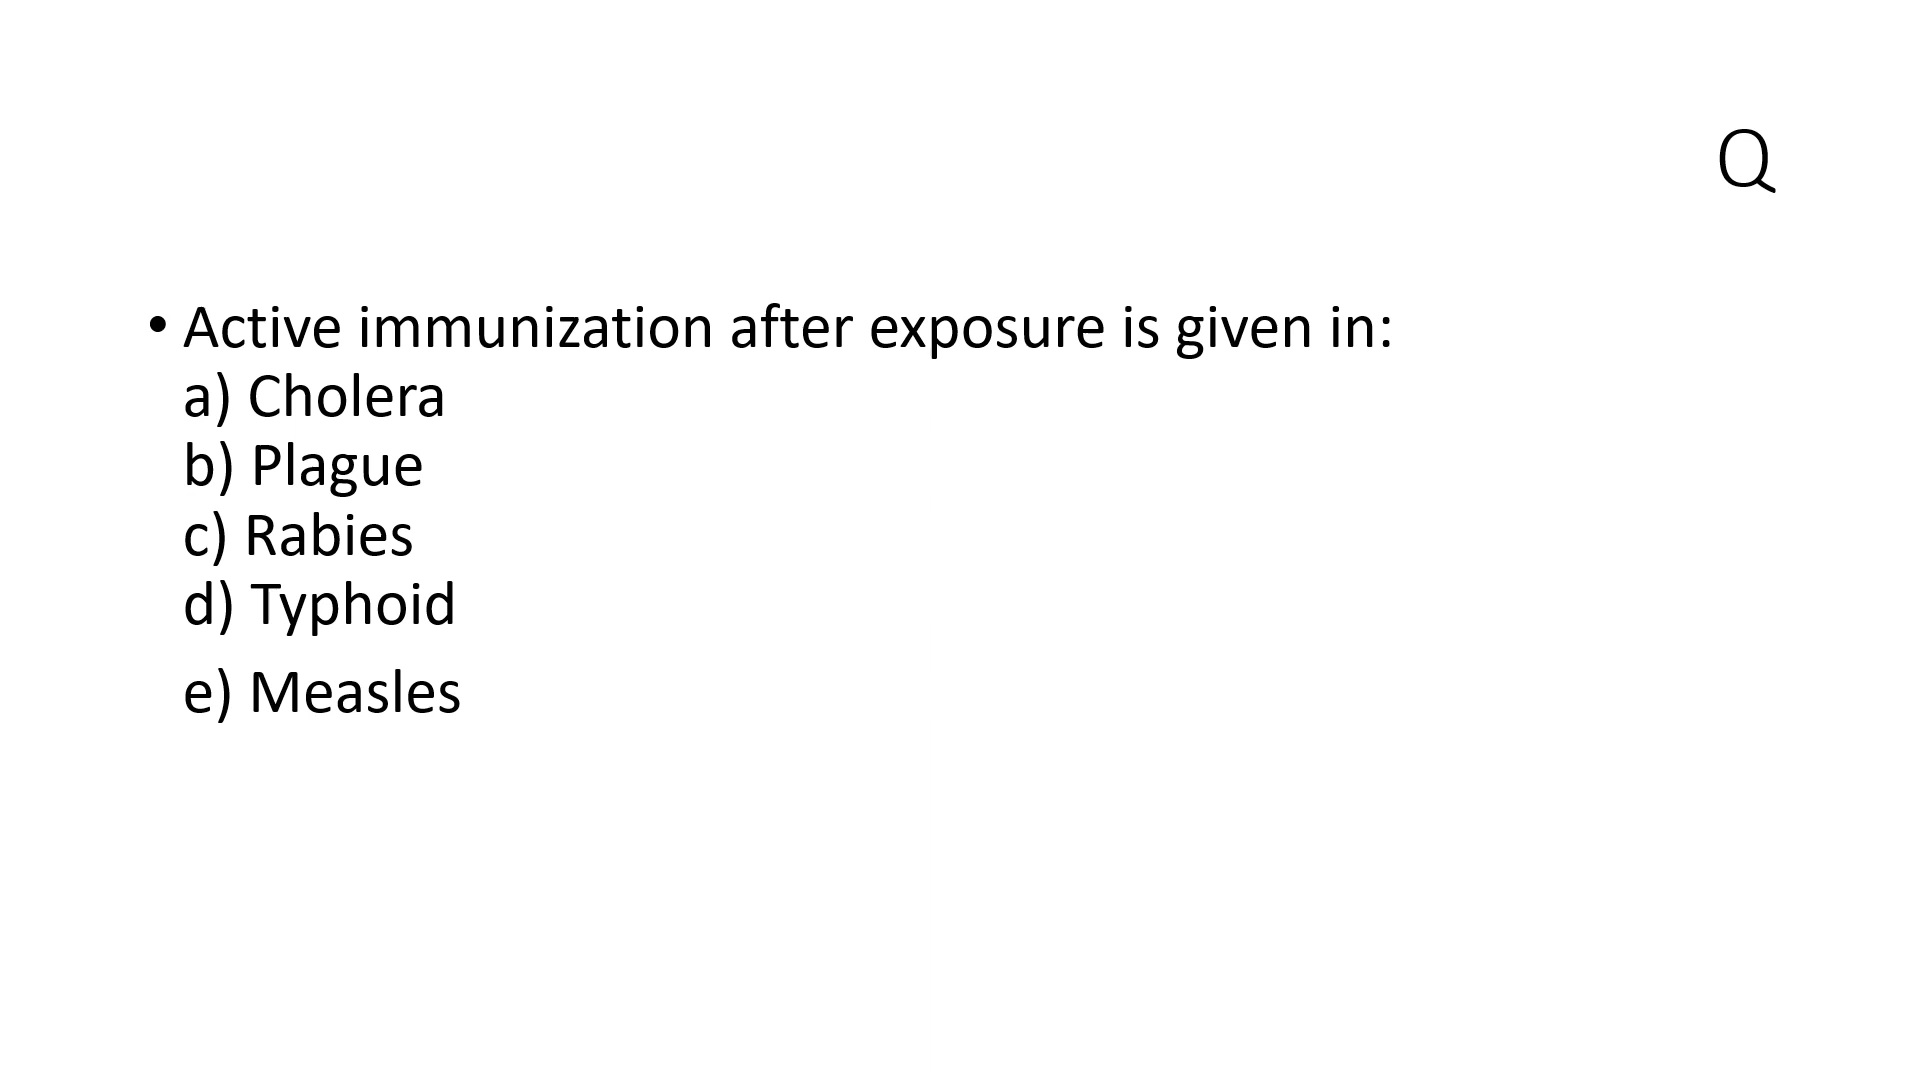 Q
• Active immunization after exposure is given in:
a) Cholera
b) Plague
c) Rabies
d) Typhoid
e) Measles